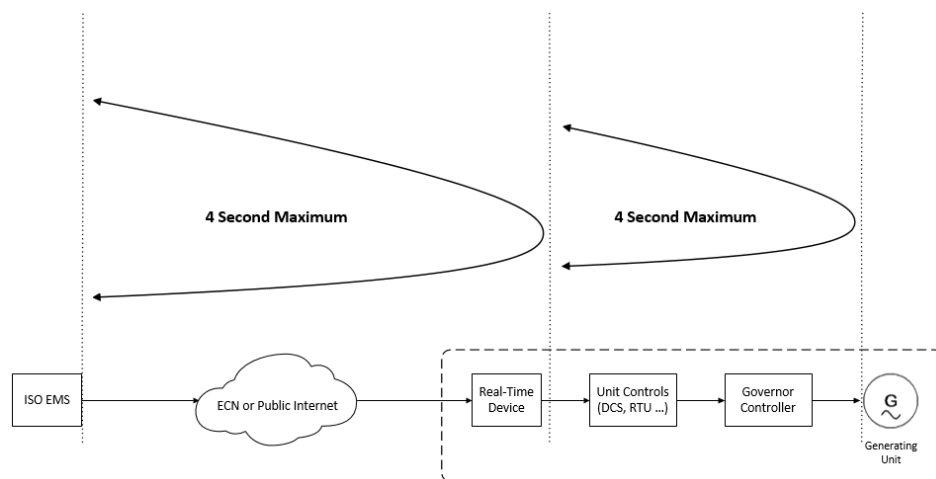 4 Second Maximum
4 Second Maximum
ISO EMS
ECN or Public Internet
Real-Time
Device
Unit Controls
(DCS, RTU ...)
Governor
Controller
G
Generating
Unit